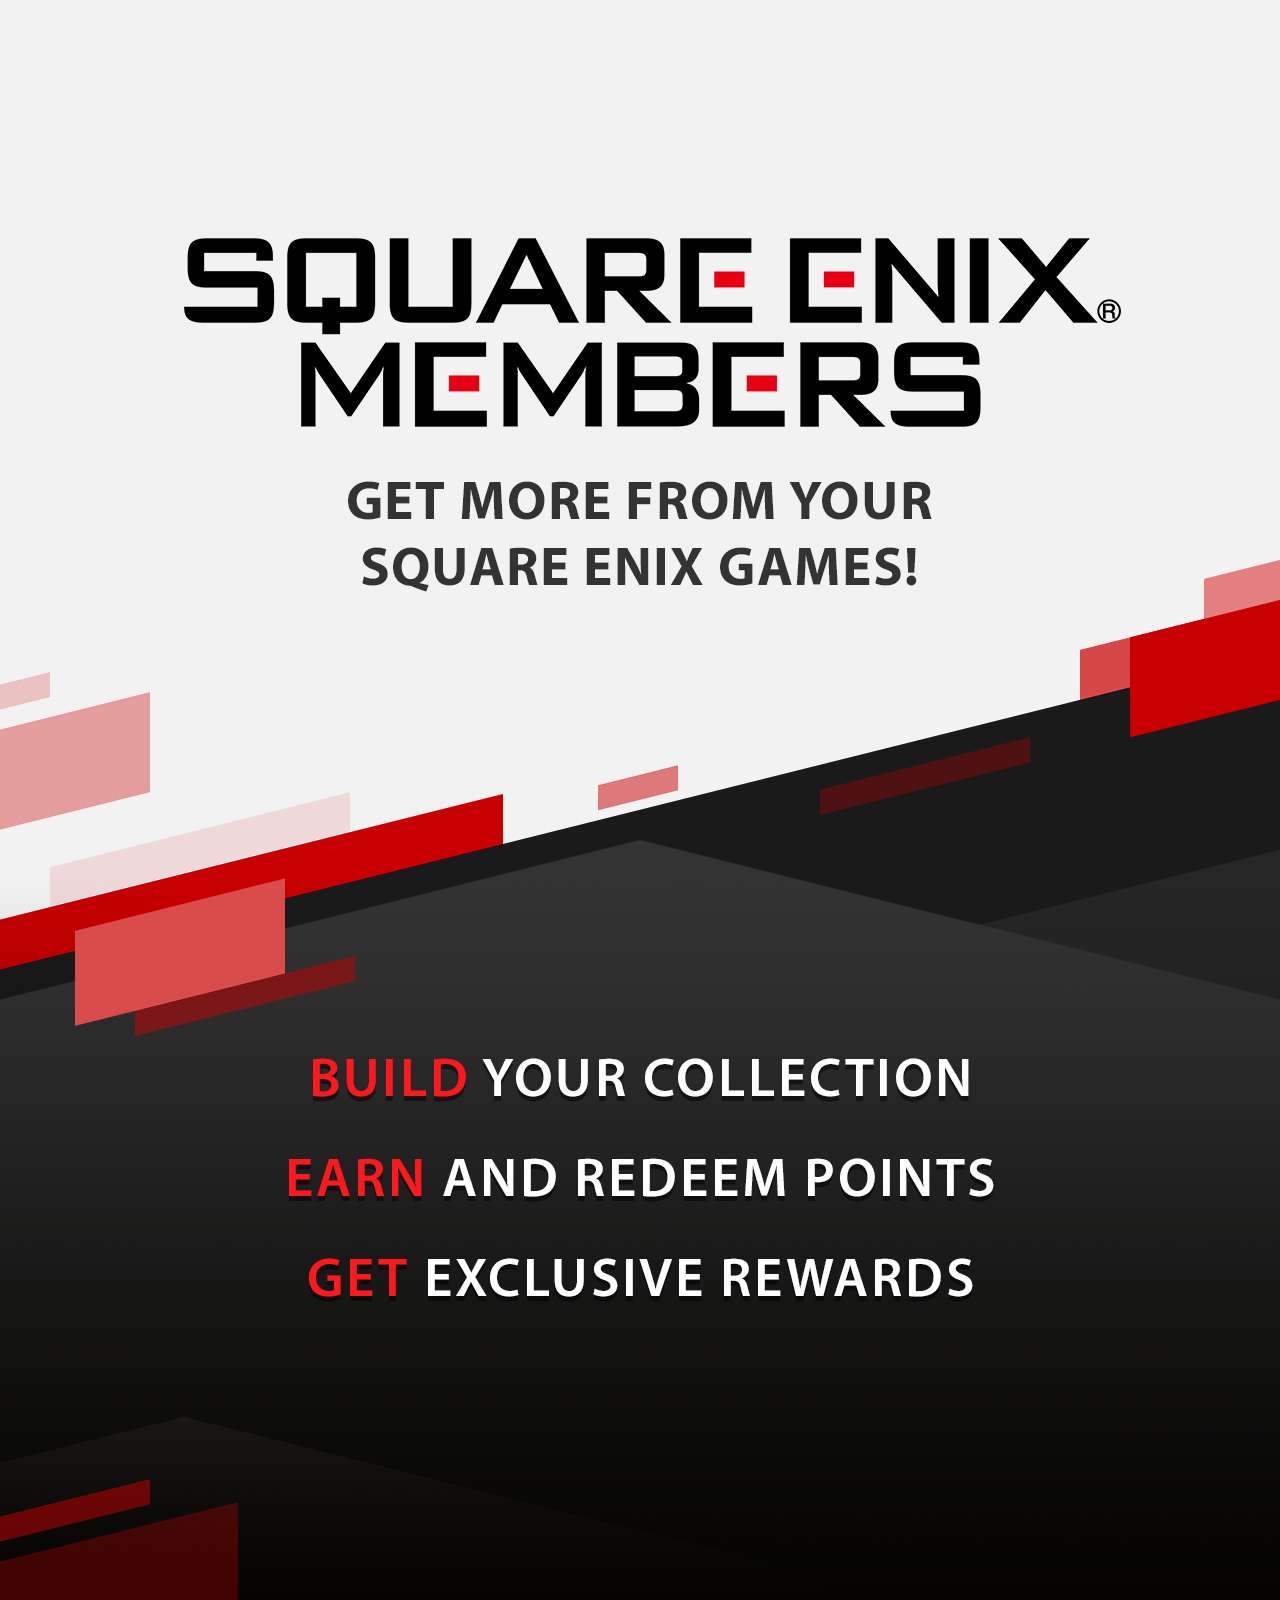 SQUARE ENIX®
MEMBERS
GET MORE FROM YOUR
SQUARE ENIX GAMES!
BUILD YOUR COLLECTION
EARN AND REDEEM POINTS
GET EXCLUSIVE REWARDS